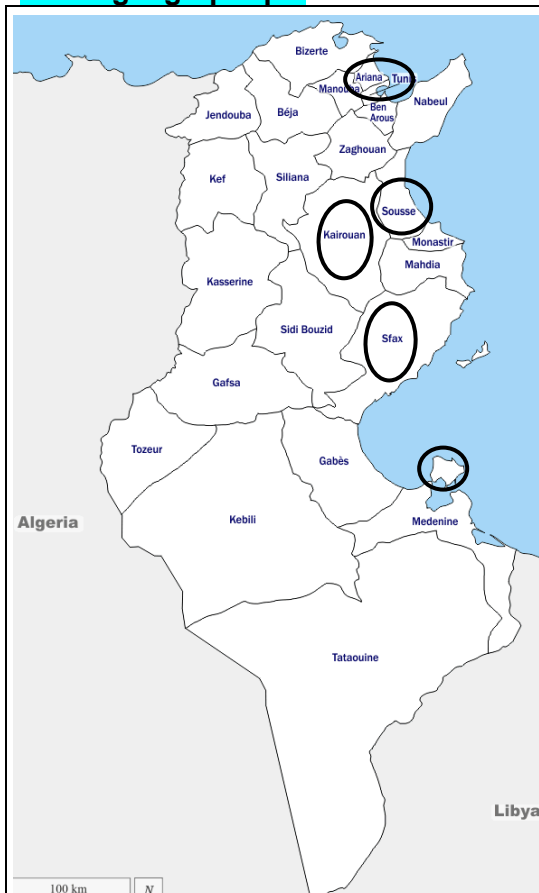 Bizerte
Ariana
Tunis
Manouba
Nabeul
Ben
Arous
Jendouba
Béja
Zaghouan
Kef
Siliana
Sousse
Kairouan
Monastir
Mahdia
Kasserine
Sidi Bouzid
Sfax
Gafsa
Tozeur
Gabès
Kebili
Algeria
Medenine
Tataouine
Libya
100 km
N